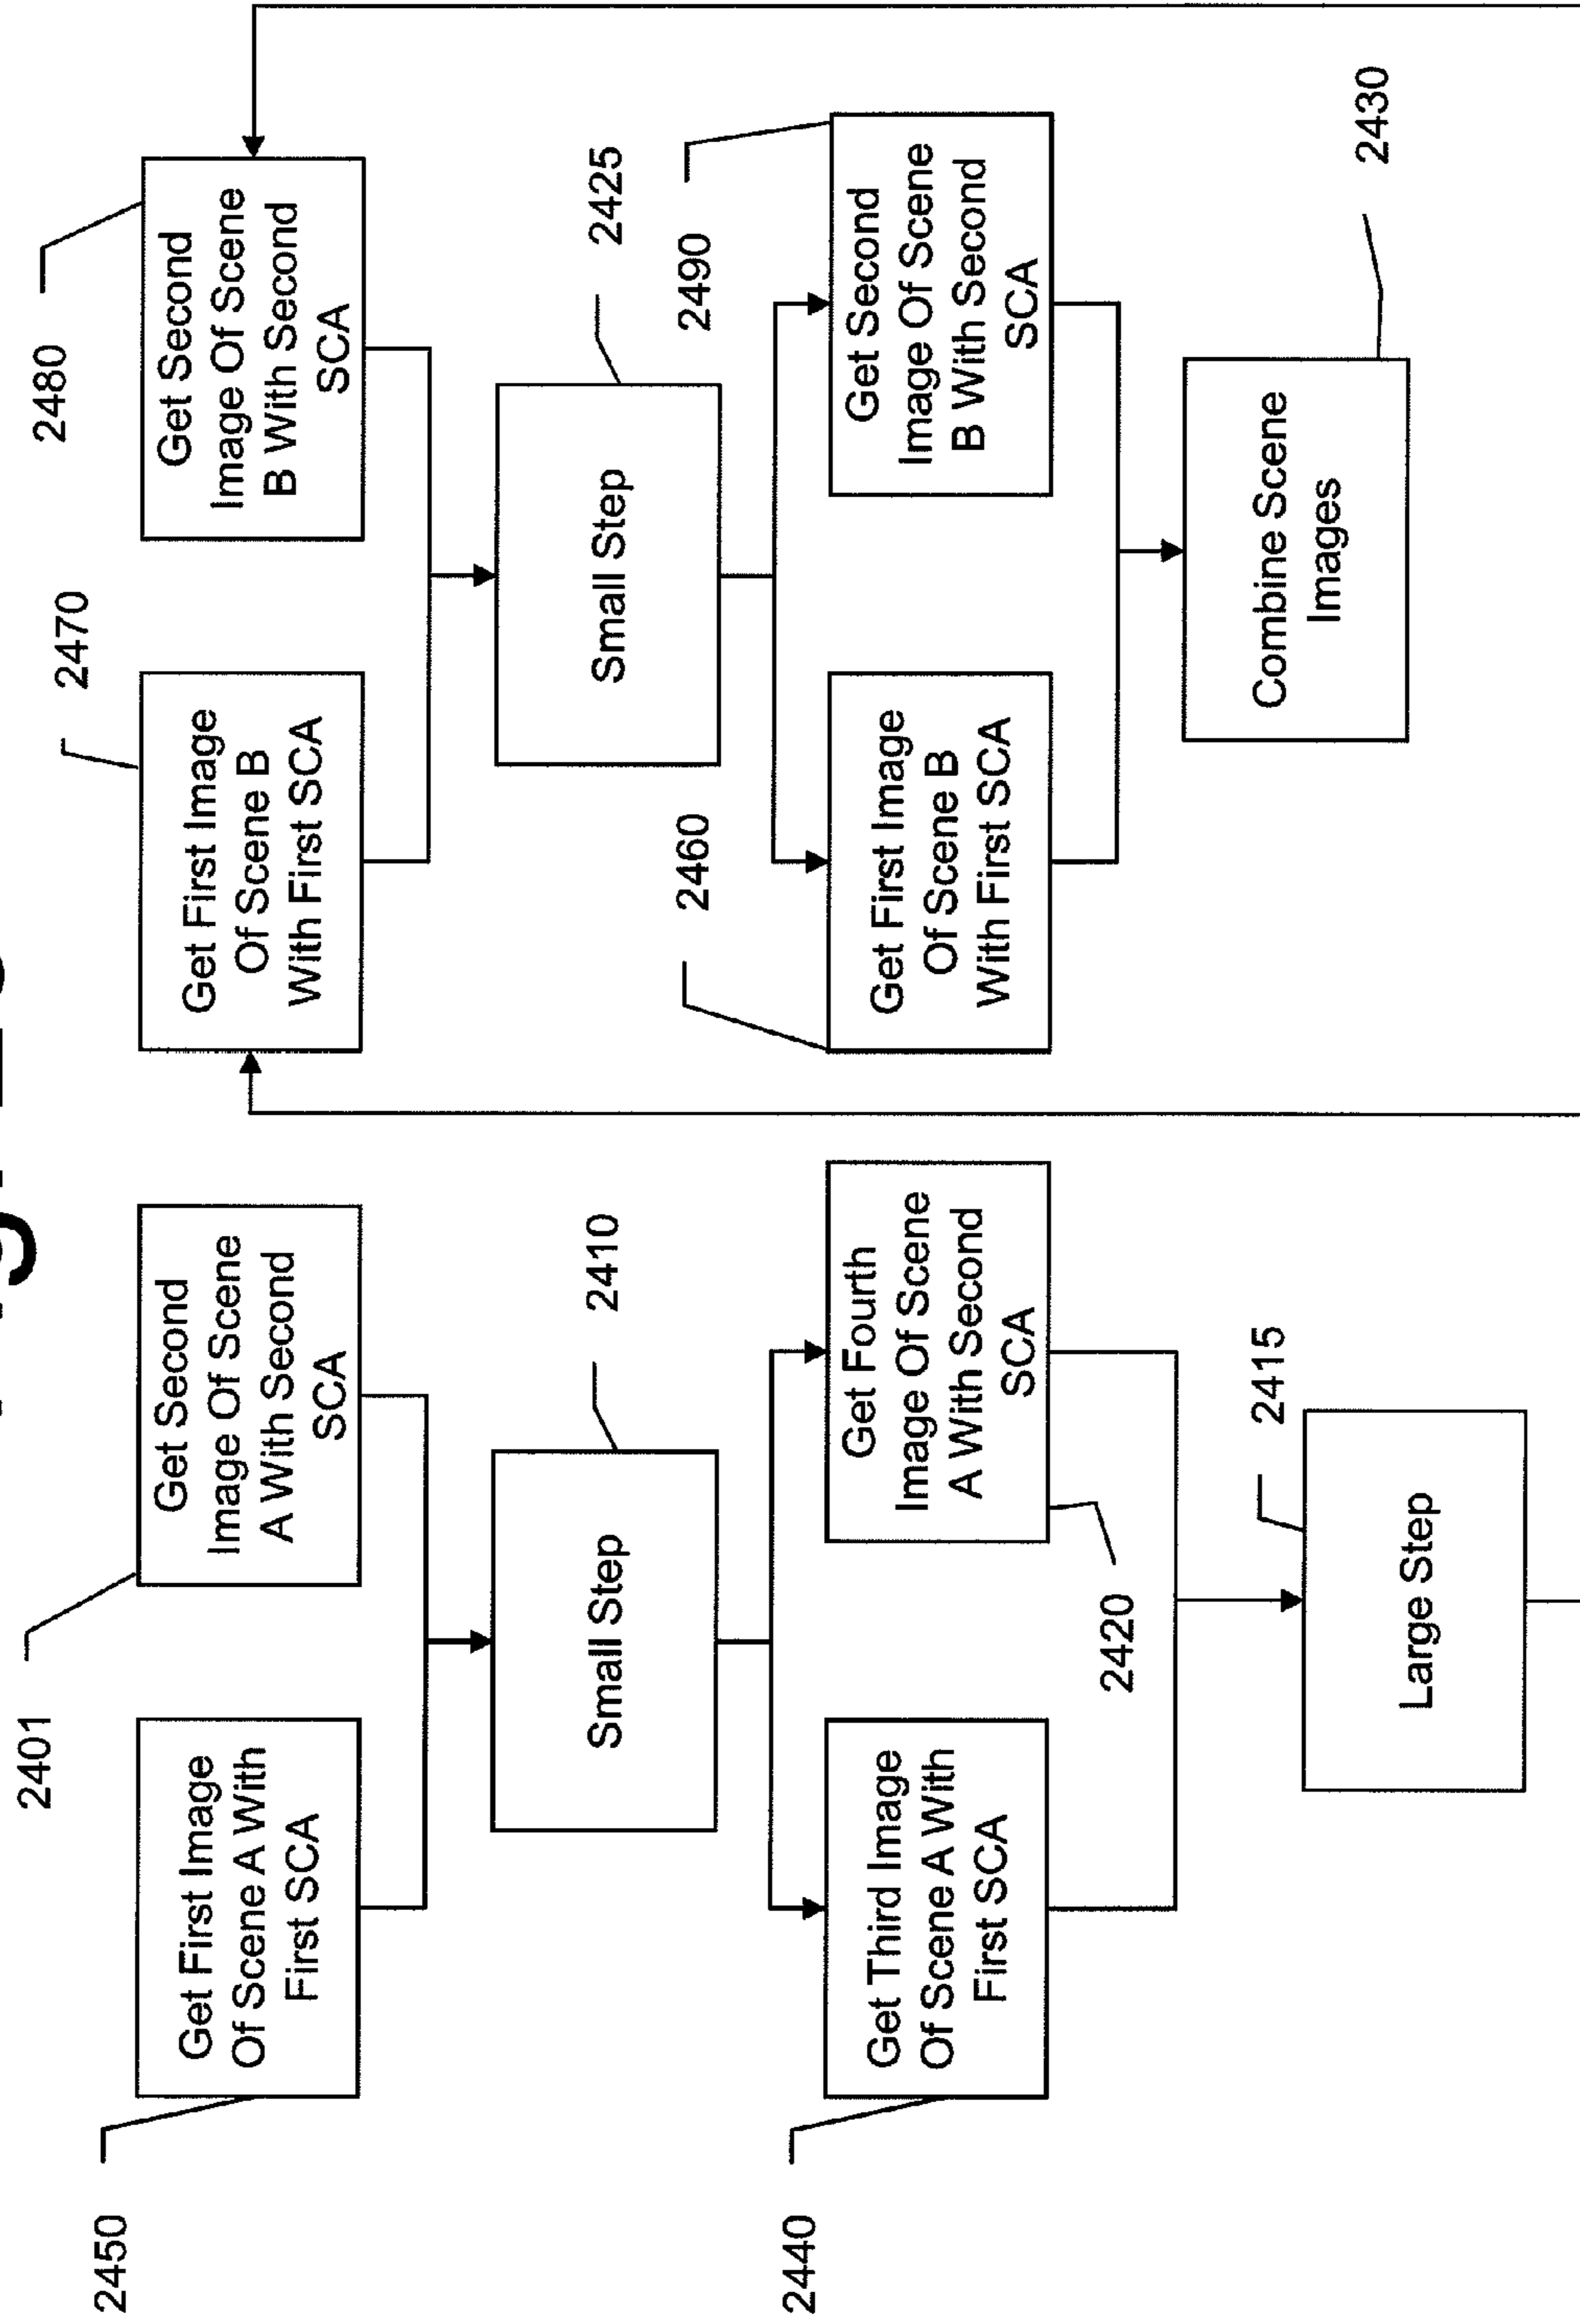 2450
Get First Image
Of Scene A With
First SCA
2401
Get Second
Image Of Scene
A With Second
SCA
2410
Small Step
2440
Get Third Image
Of Scene A With
First SCA
Get Fourth
Image Of Scene
A With Second
SCA
2420
2415
Large Step
2470
Get First Image
Of Scene B
With First SCA
2480
Get Second
Image Of Scene
B With Second
SCA
2425
Small Step
2460
Get First Image
Of Scene B
With First SCA
2490
Get Second
Image Of Scene
B With Second
SCA
2430
Combine Scene
Images